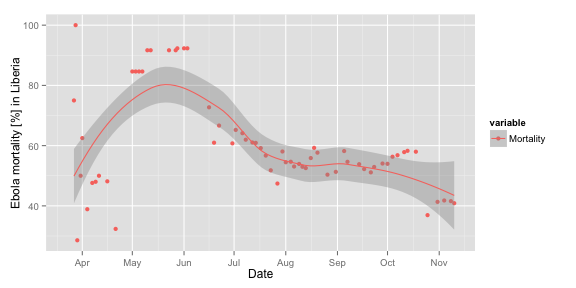 Ebola mortality [%] in Liberia
100
80
60
40
Apr May Jun Jul Aug Sep Oct Nov
Date
variable
Mortality